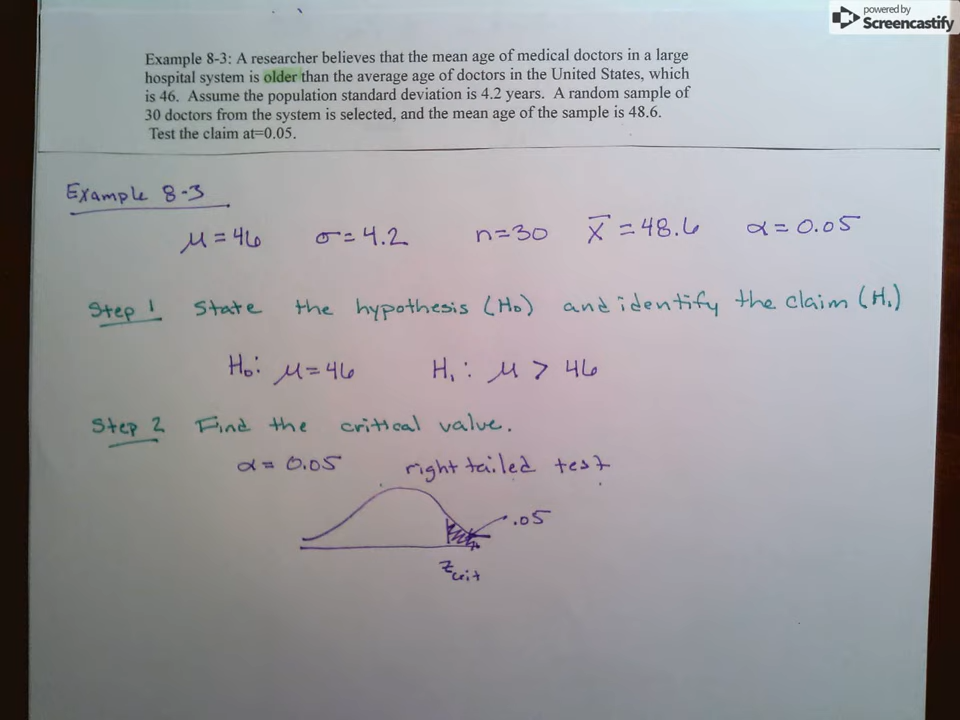 powered by
Screencastify
Example 8-3: A researcher believes that the mean age of medical doctors in a large
hospital system is older than the average age of doctors in the United States, which
is 46. Assume the population standard deviation is 4.2 years. A random sample of
30 doctors from the system is selected, and the mean age of the sample is 48.6.
Test the claim at=0.05.
Example 8-3
μ = 46 σ = 4.2 n = 30 x̄ = 48.6 α = 0.05
Step 1 State the hypothesis (H₀) and identify the claim (H₁)
H₀: μ = 46 H₁: μ > 46
Step 2 Find the critical value.
α = 0.05 right tailed test
.05
z crit